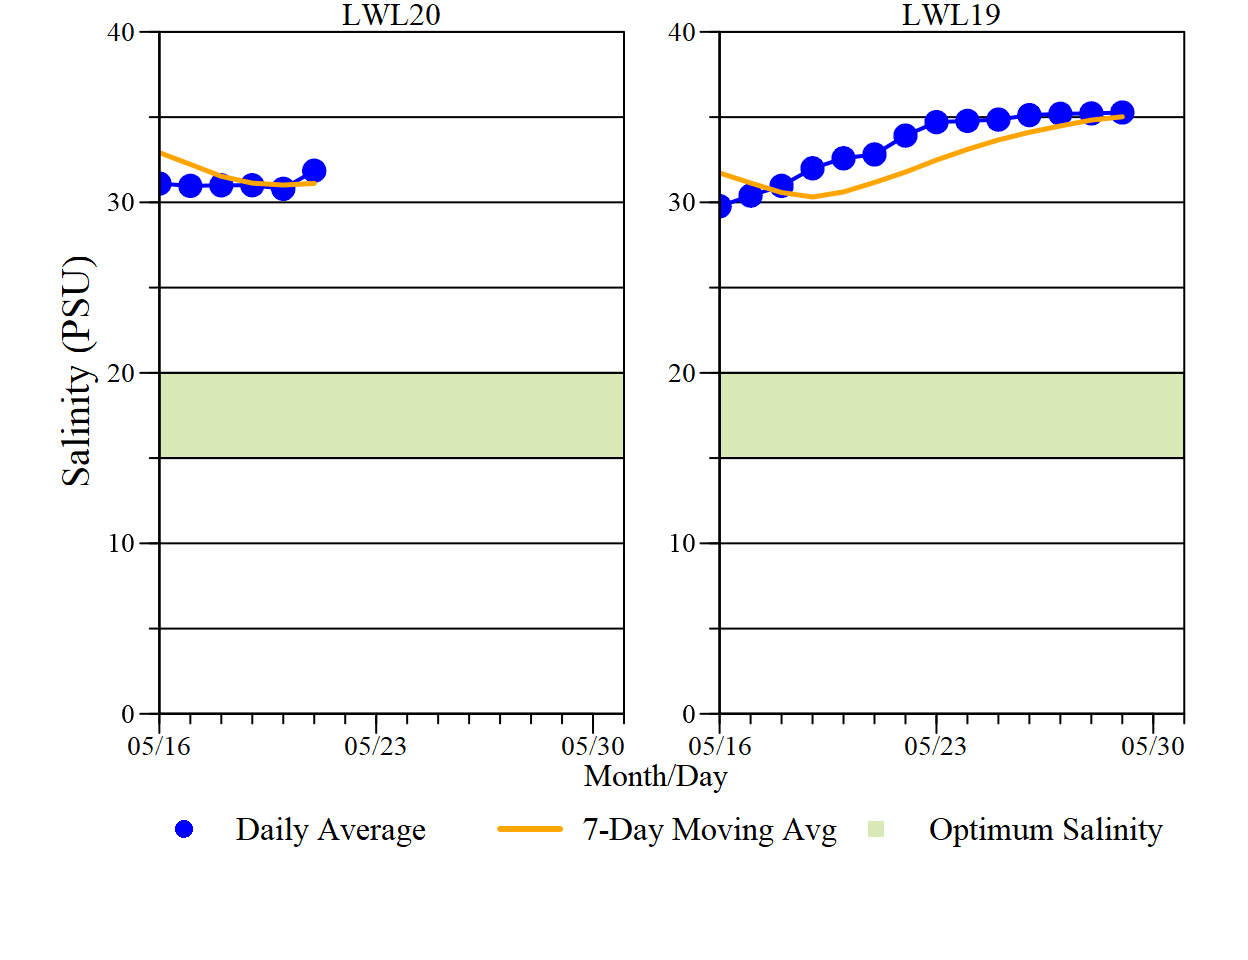 LWL20 LWL19
40 40
30 30
Salinity (PSU)
20 20
10 10
0 0
05/16 05/23 05/30 05/16 05/23 05/30
Month/Day
Daily Average 7-Day Moving Avg Optimum Salinity